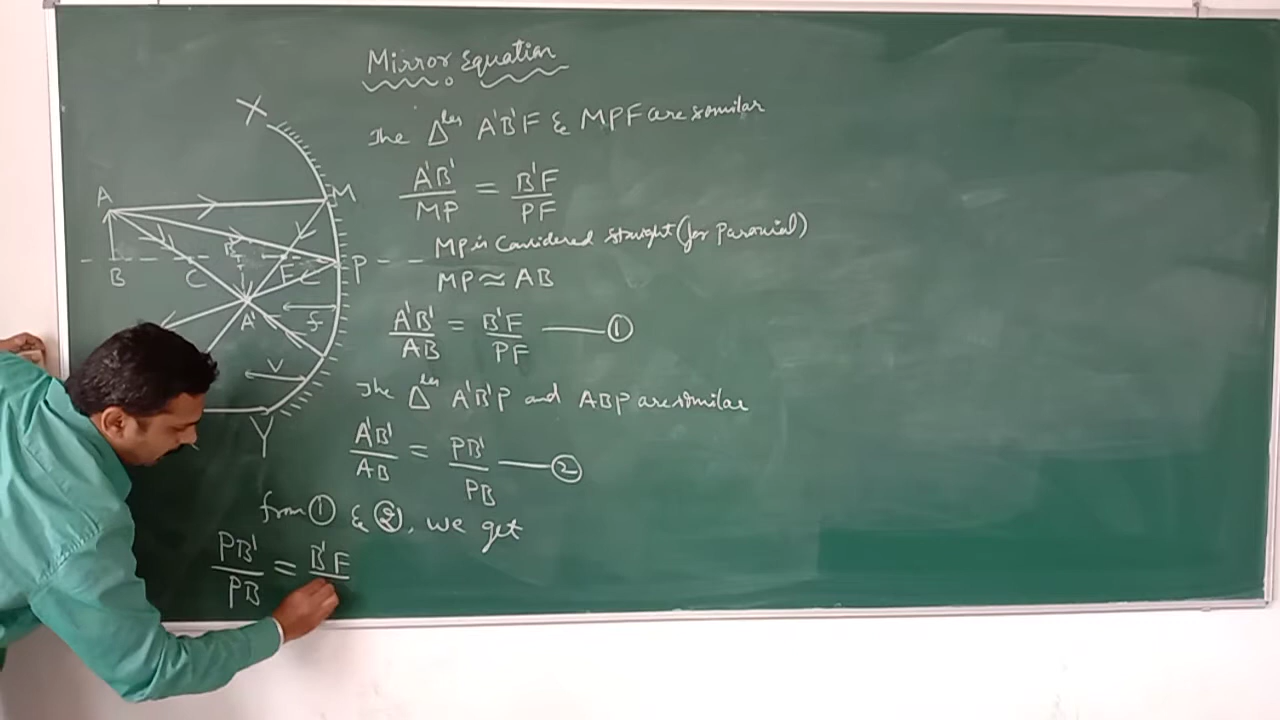 Mirror Equation
The Δles A'B'F & MPF are similar
A'B'/MP = B'F/PF
MP is Considered straight (for Paraxial)
MP ≈ AB
A'B'/AB = B'F/PF —— ①
The Δles A'B'P and ABP are similar
A'B'/AB = PB'/PB —— ②
from ① & ②, we get
PB'/PB = B'F
X
A
M
B
C
B'
F
P
A'
f
v
Y